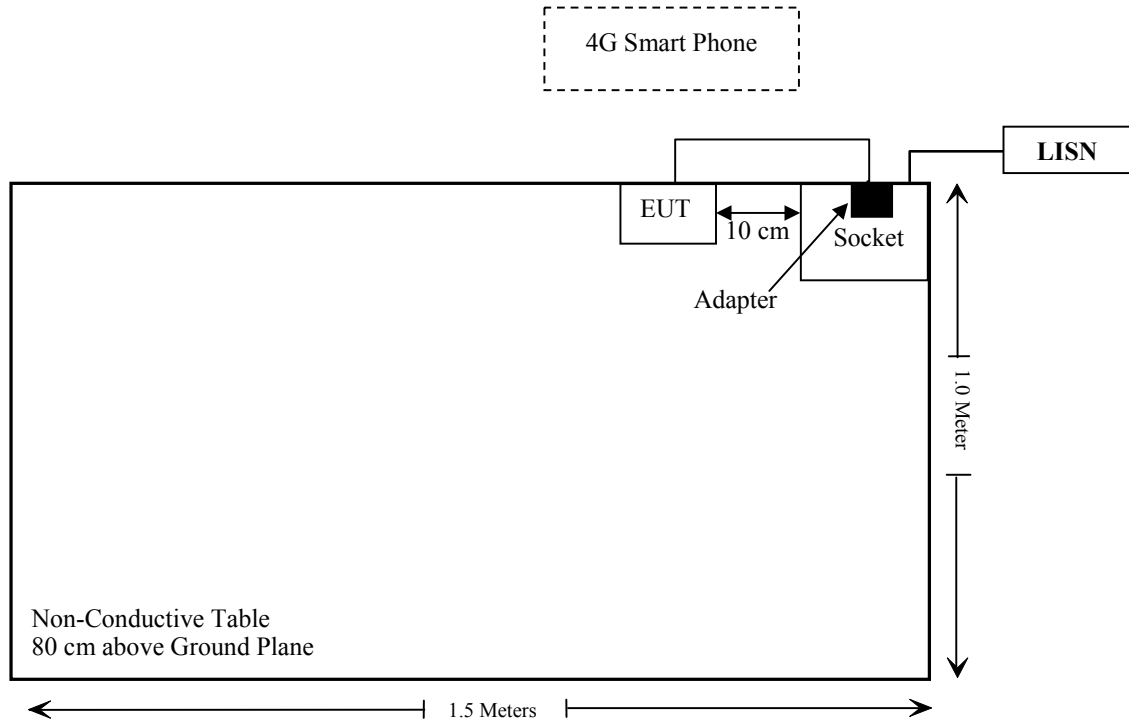 4G Smart Phone
LISN
EUT
10 cm
Socket
Adapter
1.0 Meter
Non-Conductive Table
80 cm above Ground Plane
1.5 Meters